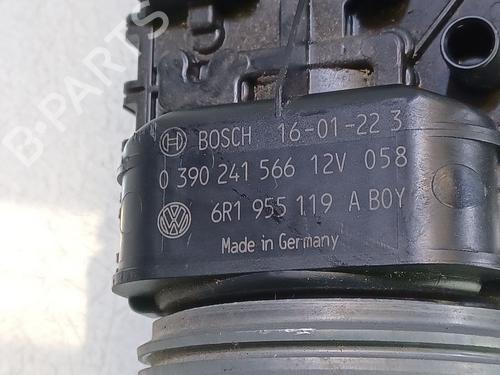 B-PARTS
BOSCH 16-01-22 3
0 390 241 566 12V 058
6R1 955 119 A BOY
Made in Germany